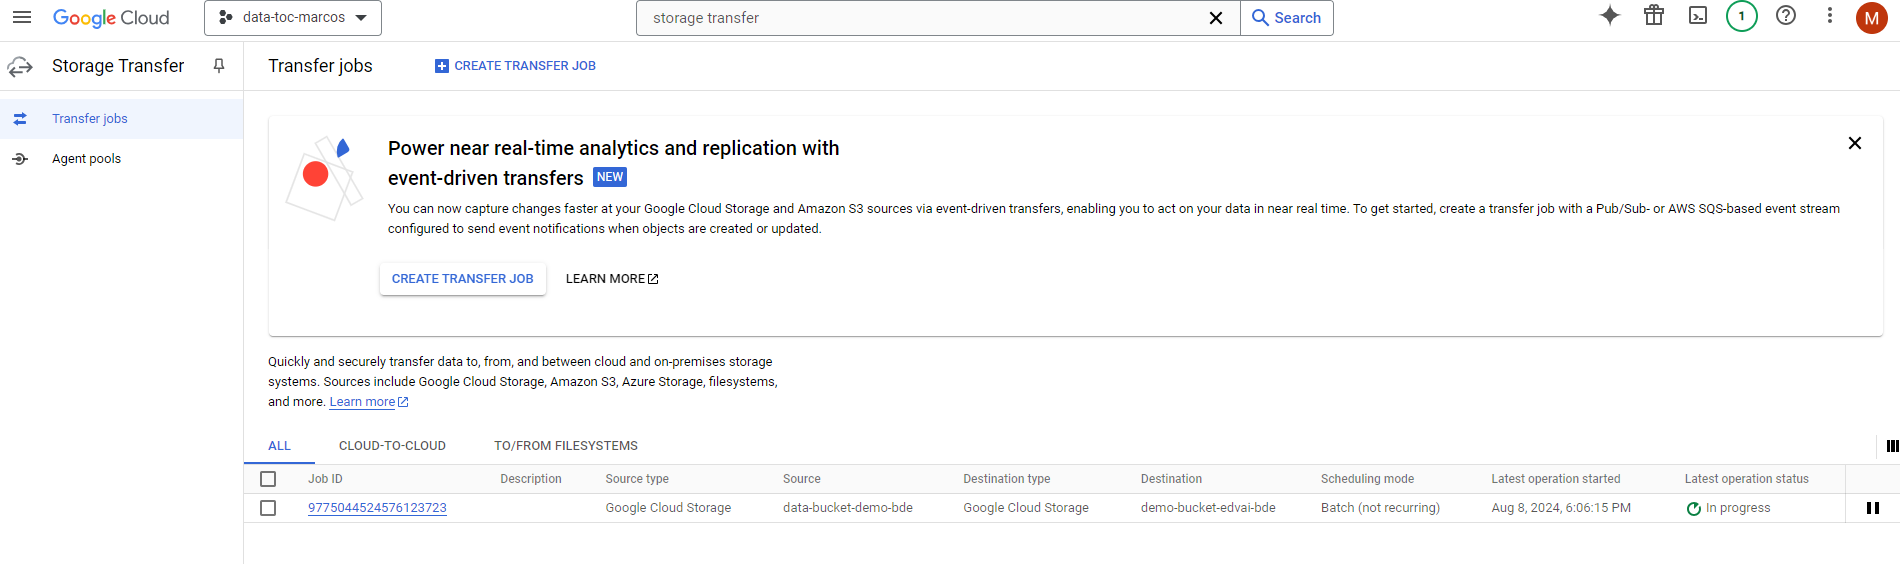 Google Cloud
data-toc-marcos
storage transfer
Search
1
M
Storage Transfer
Transfer jobs
CREATE TRANSFER JOB
Transfer jobs
Agent pools
Power near real-time analytics and replication with
event-driven transfers NEW
You can now capture changes faster at your Google Cloud Storage and Amazon S3 sources via event-driven transfers, enabling you to act on your data in near real time. To get started, create a transfer job with a Pub/Sub- or AWS SQS-based event stream
configured to send event notifications when objects are created or updated.
CREATE TRANSFER JOB
LEARN MORE
Quickly and securely transfer data to, from, and between cloud and on-premises storage
systems. Sources include Google Cloud Storage, Amazon S3, Azure Storage, filesystems,
and more. Learn more
ALL CLOUD-TO-CLOUD TO/FROM FILESYSTEMS
Job ID Description Source type Source Destination type Destination Scheduling mode Latest operation started Latest operation status
9775044524576123723 Google Cloud Storage data-bucket-demo-bde Google Cloud Storage demo-bucket-edvai-bde Batch (not recurring) Aug 8, 2024, 6:06:15 PM In progress